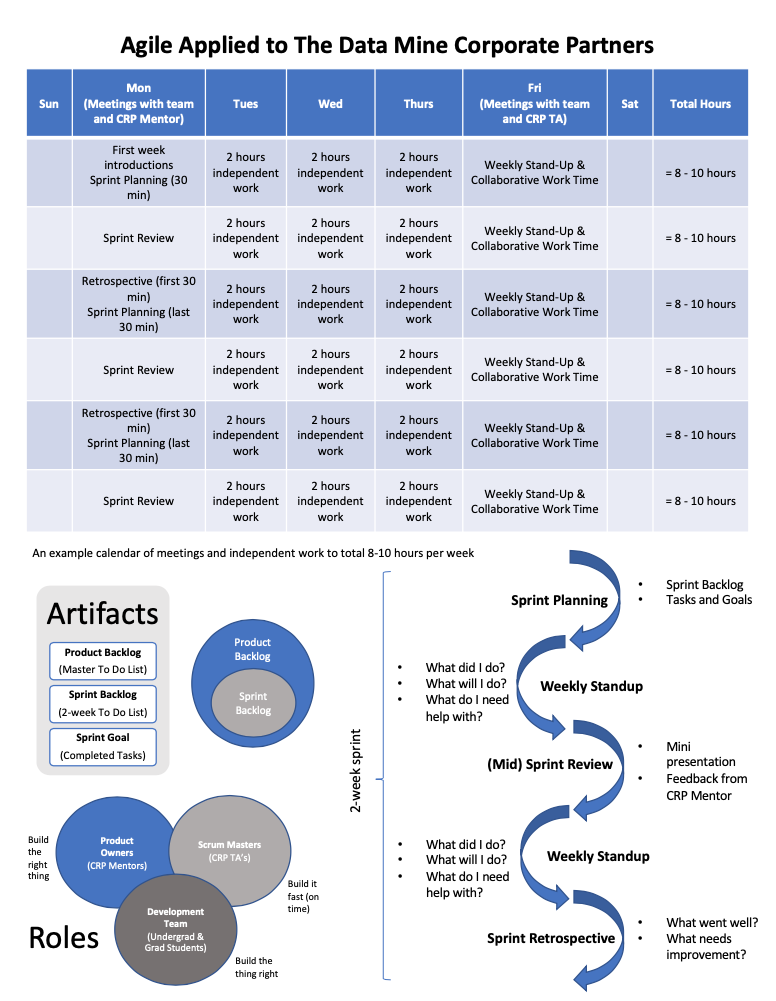 Agile Applied to The Data Mine Corporate Partners
Sun
Mon
(Meetings with team
and CRP Mentor)
Tues
Wed
Thurs
Fri
(Meetings with team
and CRP TA)
Sat
Total Hours
First week
introductions
Sprint Planning (30
min)
2 hours
independent
work
2 hours
independent
work
2 hours
independent
work
Weekly Stand-Up &
Collaborative Work Time
= 8 - 10 hours
Sprint Review
2 hours
independent
work
2 hours
independent
work
2 hours
independent
work
Weekly Stand-Up &
Collaborative Work Time
= 8 - 10 hours
Retrospective (first 30
min)
Sprint Planning (last
30 min)
2 hours
independent
work
2 hours
independent
work
2 hours
independent
work
Weekly Stand-Up &
Collaborative Work Time
= 8 - 10 hours
Sprint Review
2 hours
independent
work
2 hours
independent
work
2 hours
independent
work
Weekly Stand-Up &
Collaborative Work Time
= 8 - 10 hours
Retrospective (first 30
min)
Sprint Planning (last
30 min)
2 hours
independent
work
2 hours
independent
work
2 hours
independent
work
Weekly Stand-Up &
Collaborative Work Time
= 8 - 10 hours
Sprint Review
2 hours
independent
work
2 hours
independent
work
2 hours
independent
work
Weekly Stand-Up &
Collaborative Work Time
= 8 - 10 hours
An example calendar of meetings and independent work to total 8-10 hours per week
Artifacts
Product Backlog
(Master To Do List)
Sprint Backlog
(2-week To Do List)
Sprint Goal
(Completed Tasks)
Product
Backlog
Sprint
Backlog
Build
the
right
thing
Product
Owners
(CRP Mentors)
Scrum Masters
(CRP TA's)
Build it
fast (on
time)
Development
Team
(Undergrad &
Grad Students)
Build the
thing right
Roles
2-week sprint
Sprint Planning
• Sprint Backlog
• Tasks and Goals
• What did I do?
• What will I do?
• What do I need
help with?
Weekly Standup
(Mid) Sprint Review
• Mini
presentation
• Feedback from
CRP Mentor
• What did I do?
• What will I do?
• What do I need
help with?
Weekly Standup
Sprint Retrospective
• What went well?
• What needs
improvement?